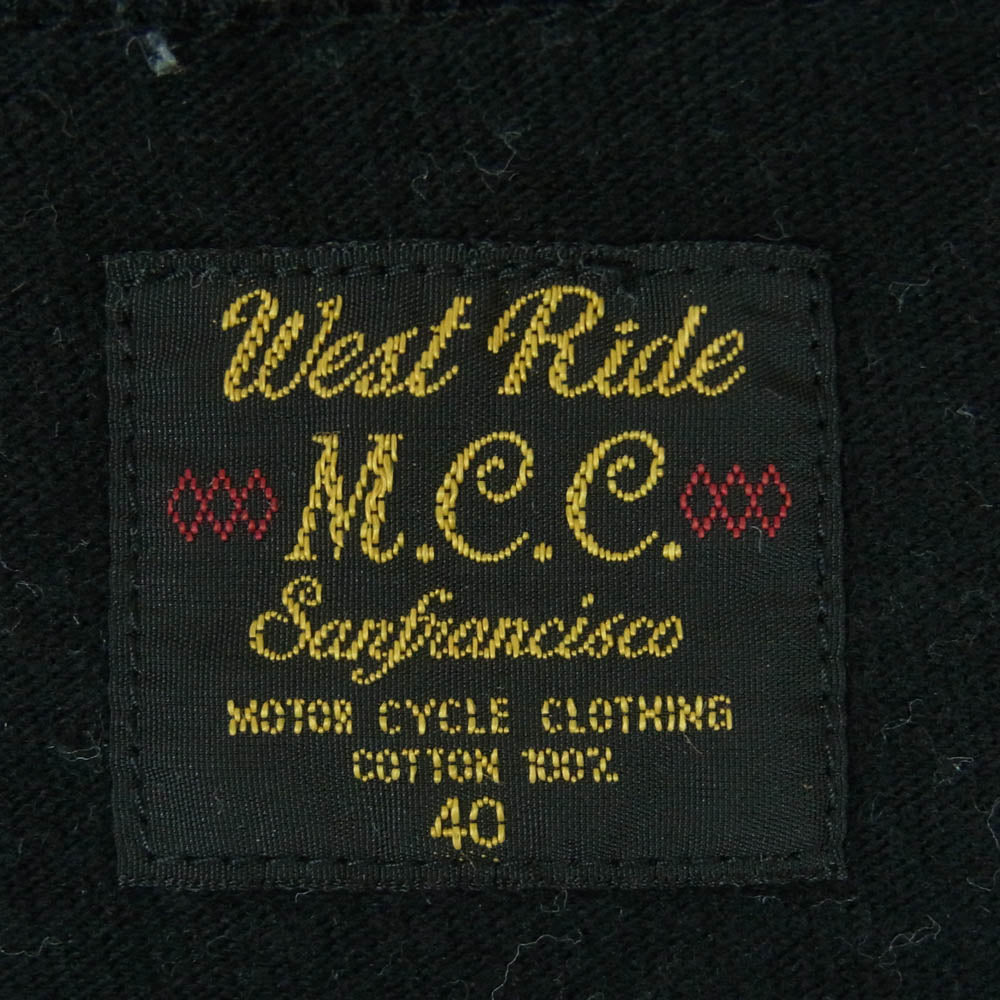 West Ride
M.C.C.
Sanfrancisco
MOTOR CYCLE CLOTHING
COTTON 100%
40